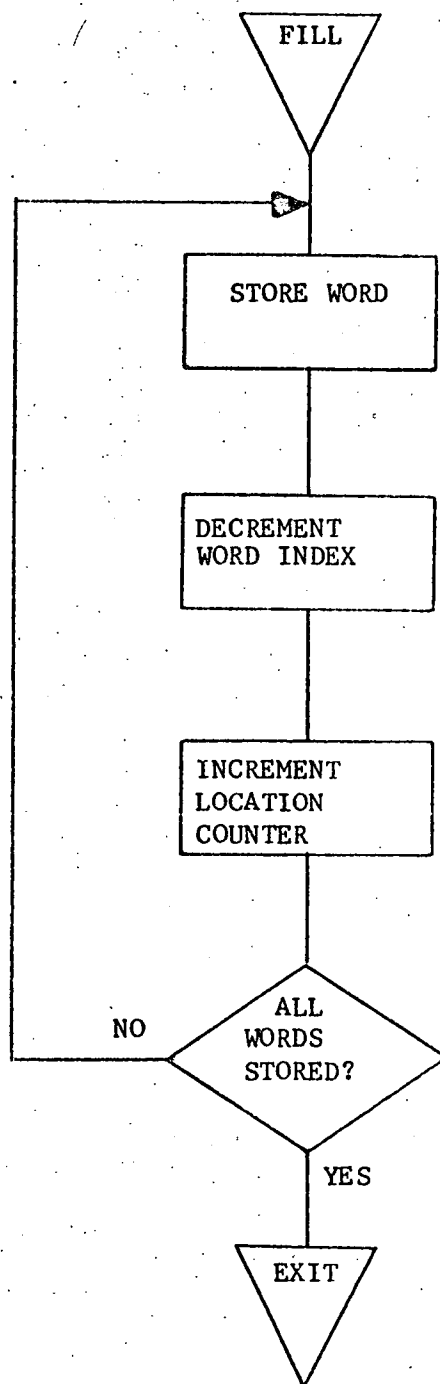 FILL
STORE WORD
DECREMENT
WORD INDEX
INCREMENT
LOCATION
COUNTER
ALL
WORDS
STORED?
NO
YES
EXIT